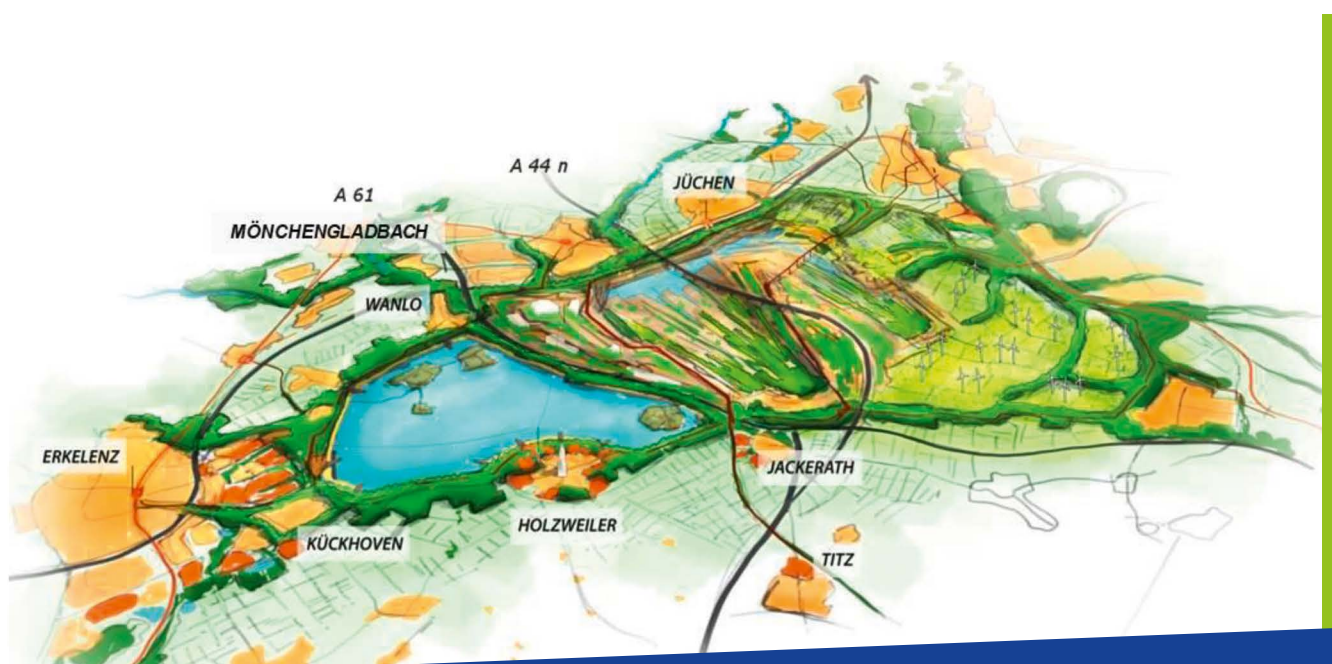 A 44 n
JÜCHEN
A 61
MÖNCHENGLADBACH
WANLO
ERKELENZ
JACKERATH
HOLZWEILER
KÜCKHOVEN
TITZ